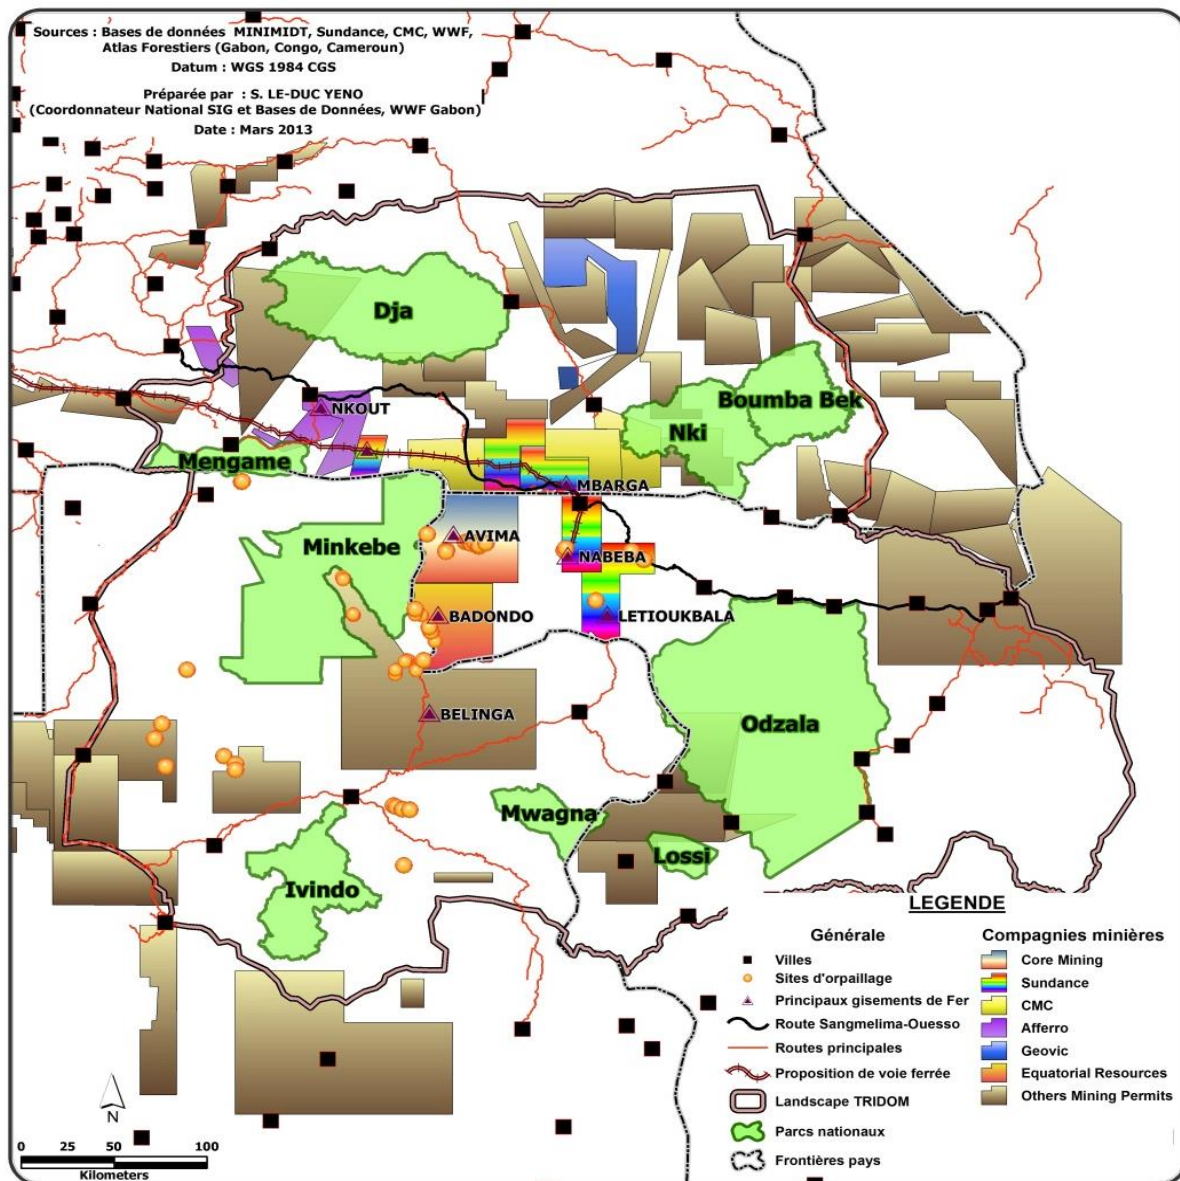 Sources : Bases de données MINIMIDT, Sundance, CMC, WWF,
Atlas Forestiers (Gabon, Congo, Cameroun)
Datum : WGS 1984 CGS
Préparée par : S. LE-DUC YENO
(Coordonnateur National SIG et Bases de Données, WWF Gabon)
Date : Mars 2013
Dja
NKOUT
Boumba Bek
Nki
Mengame
MBARGA
AVIMA
Minkebe
NABEBA
BADONDO
LETIOUKBALA
BELINGA
Odzala
Mwagna
Lossi
Ivindo
LEGENDE
Générale
Villes
Sites d'orpaillage
Principaux gisements de Fer
Route Sangmelima-Ouesso
Routes principales
Proposition de voie ferrée
Landscape TRIDOM
Parcs nationaux
Frontières pays
Compagnies minières
Core Mining
Sundance
CMC
Afferro
Geovic
Equatorial Resources
Others Mining Permits
N
0 25 50 100
Kilometers